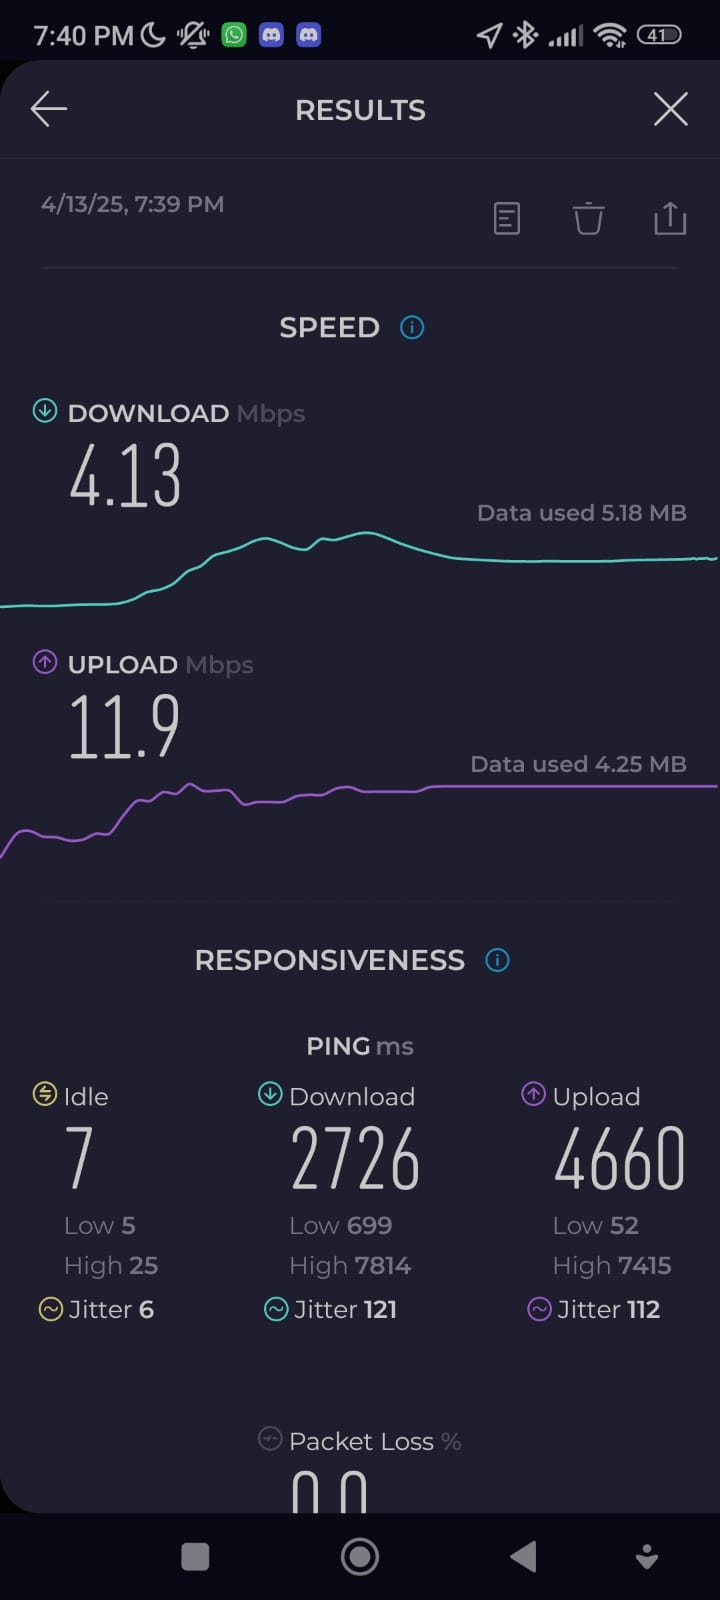 7:40 PM 41
RESULTS
4/13/25, 7:39 PM
SPEED
DOWNLOAD Mbps
4.13
Data used 5.18 MB
UPLOAD Mbps
11.9
Data used 4.25 MB
RESPONSIVENESS
PING ms
Idle Download Upload
7 2726 4660
Low 5 Low 699 Low 52
High 25 High 7814 High 7415
Jitter 6 Jitter 121 Jitter 112
Packet Loss %